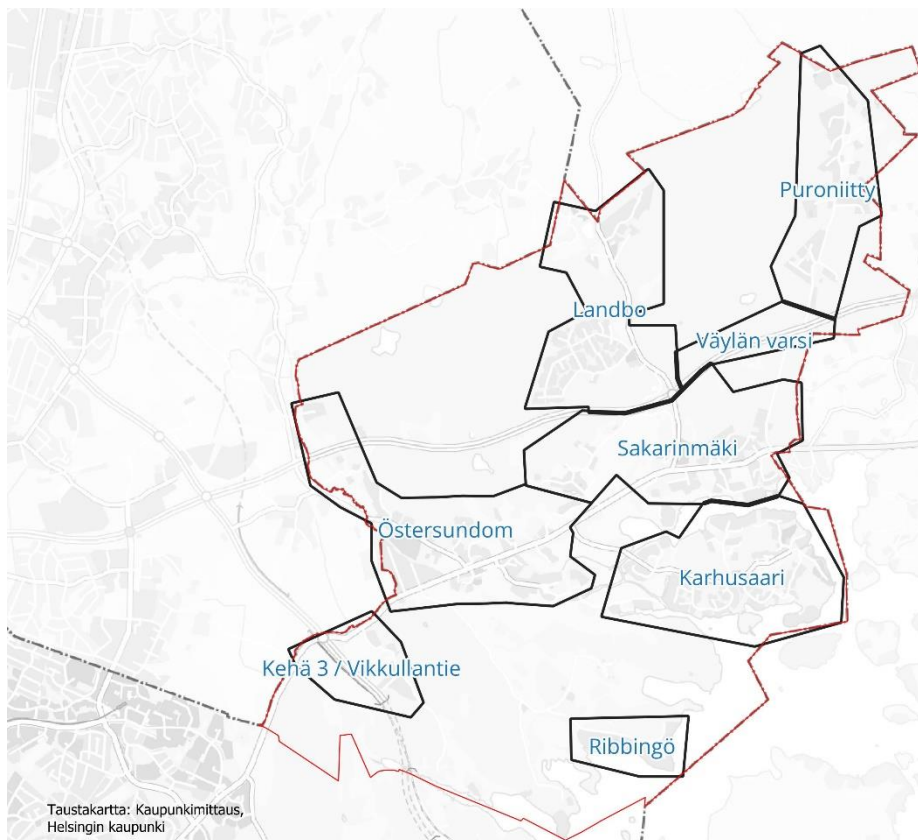 Puroniitty
Landbo
Väylän varsi
Sakarinmäki
Östersundom
Karhusaari
Kehä 3 / Vikkullantie
Ribbingö
Taustakartta: Kaupunkimittaus,
Helsingin kaupunki